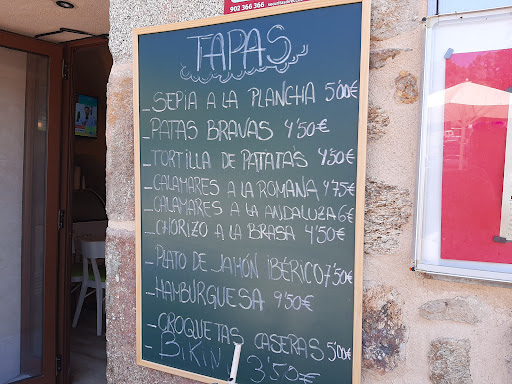 902 366 366
TAPAS
- SEPIA A LA PLANCHA 5'00€
- PATAS BRAVAS 4'50€
- TORTILLA DE PATATAS 4'50€
- CALAMARES A LA ROMANA 4'75€
- CALAMARES A LA ANDALUZA 6€
- CHORIZO A LA BRASA 4'50€
- PLATO DE JAMÓN IBÉRICO 7'50€
- HAMBURGUESA 9'50€
- CROQUETAS CASERAS 5'00€
- BIKINI 3'50€